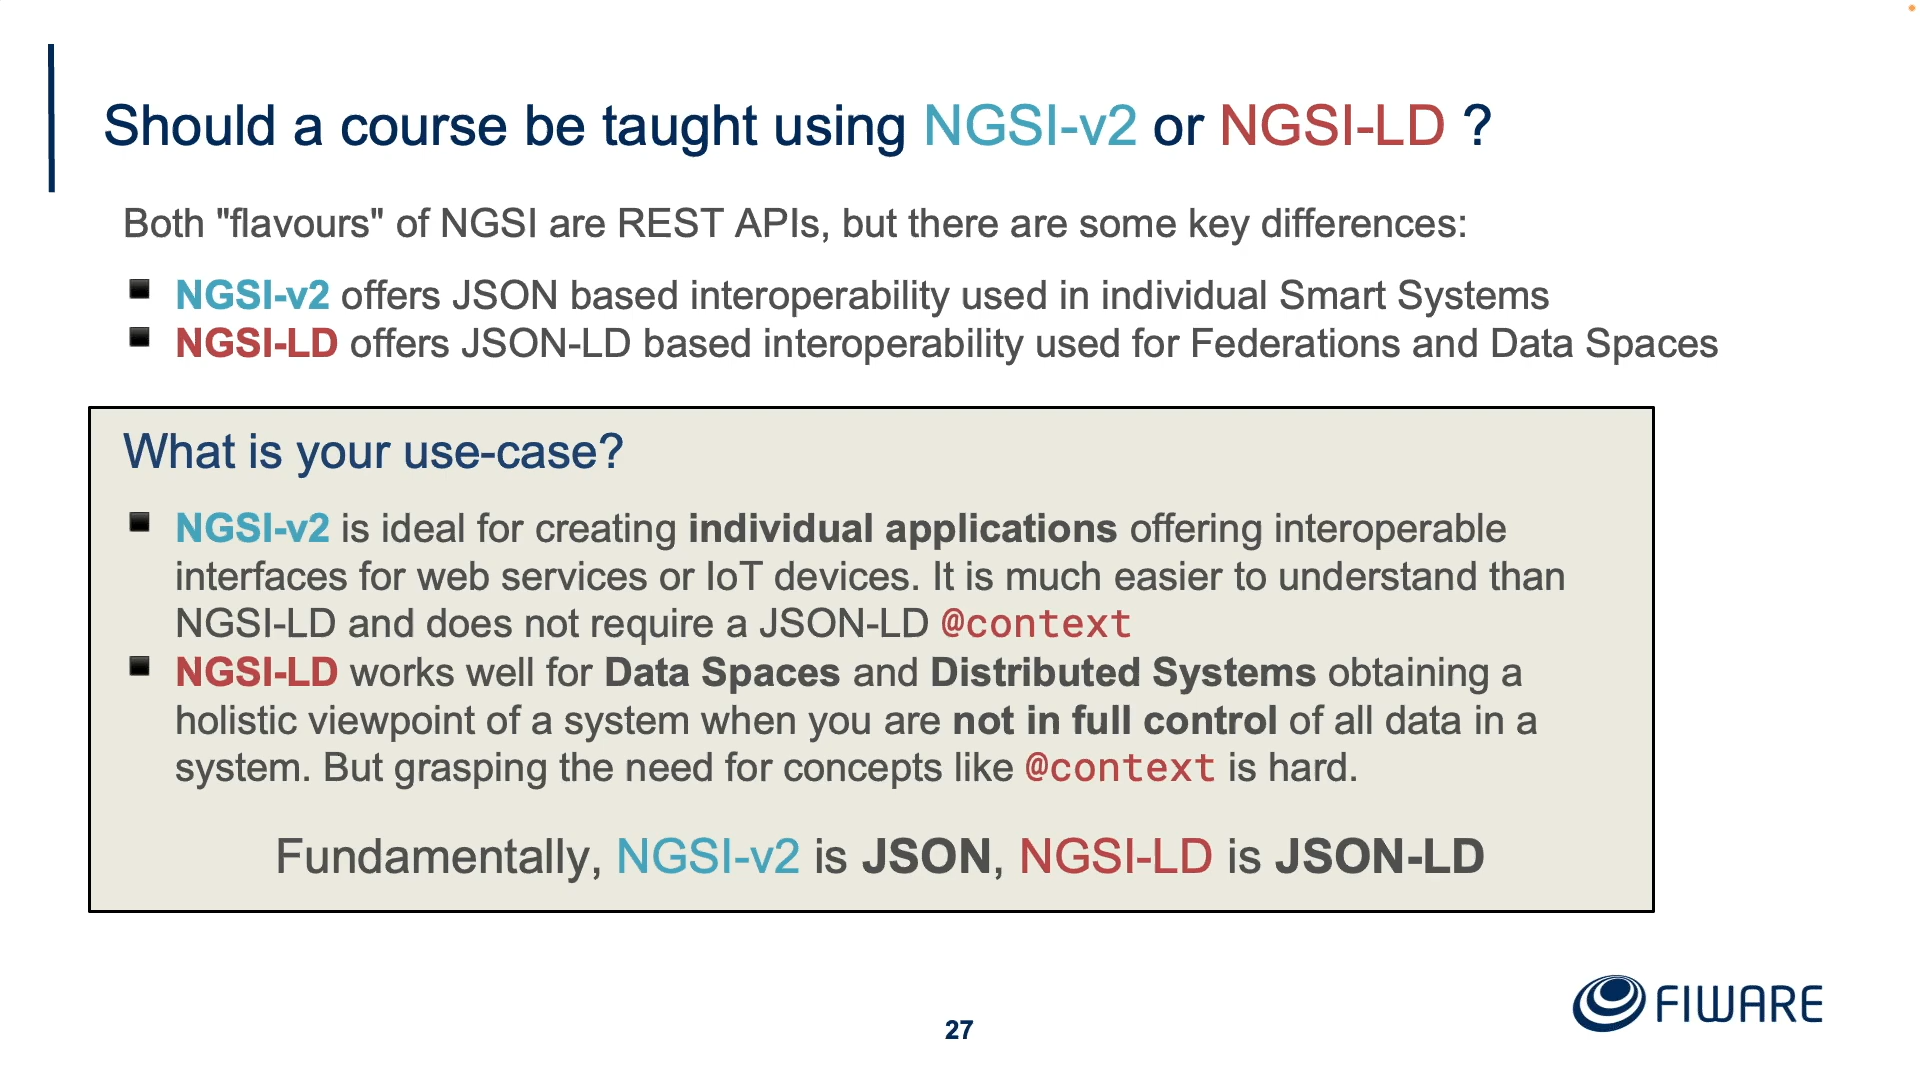 Should a course be taught using NGSI-v2 or NGSI-LD ?
Both "flavours" of NGSI are REST APIs, but there are some key differences:
NGSI-v2 offers JSON based interoperability used in individual Smart Systems
NGSI-LD offers JSON-LD based interoperability used for Federations and Data Spaces
What is your use-case?
NGSI-v2 is ideal for creating individual applications offering interoperable
interfaces for web services or IoT devices. It is much easier to understand than
NGSI-LD and does not require a JSON-LD @context
NGSI-LD works well for Data Spaces and Distributed Systems obtaining a
holistic viewpoint of a system when you are not in full control of all data in a
system. But grasping the need for concepts like @context is hard.
Fundamentally, NGSI-v2 is JSON, NGSI-LD is JSON-LD
FIWARE
27